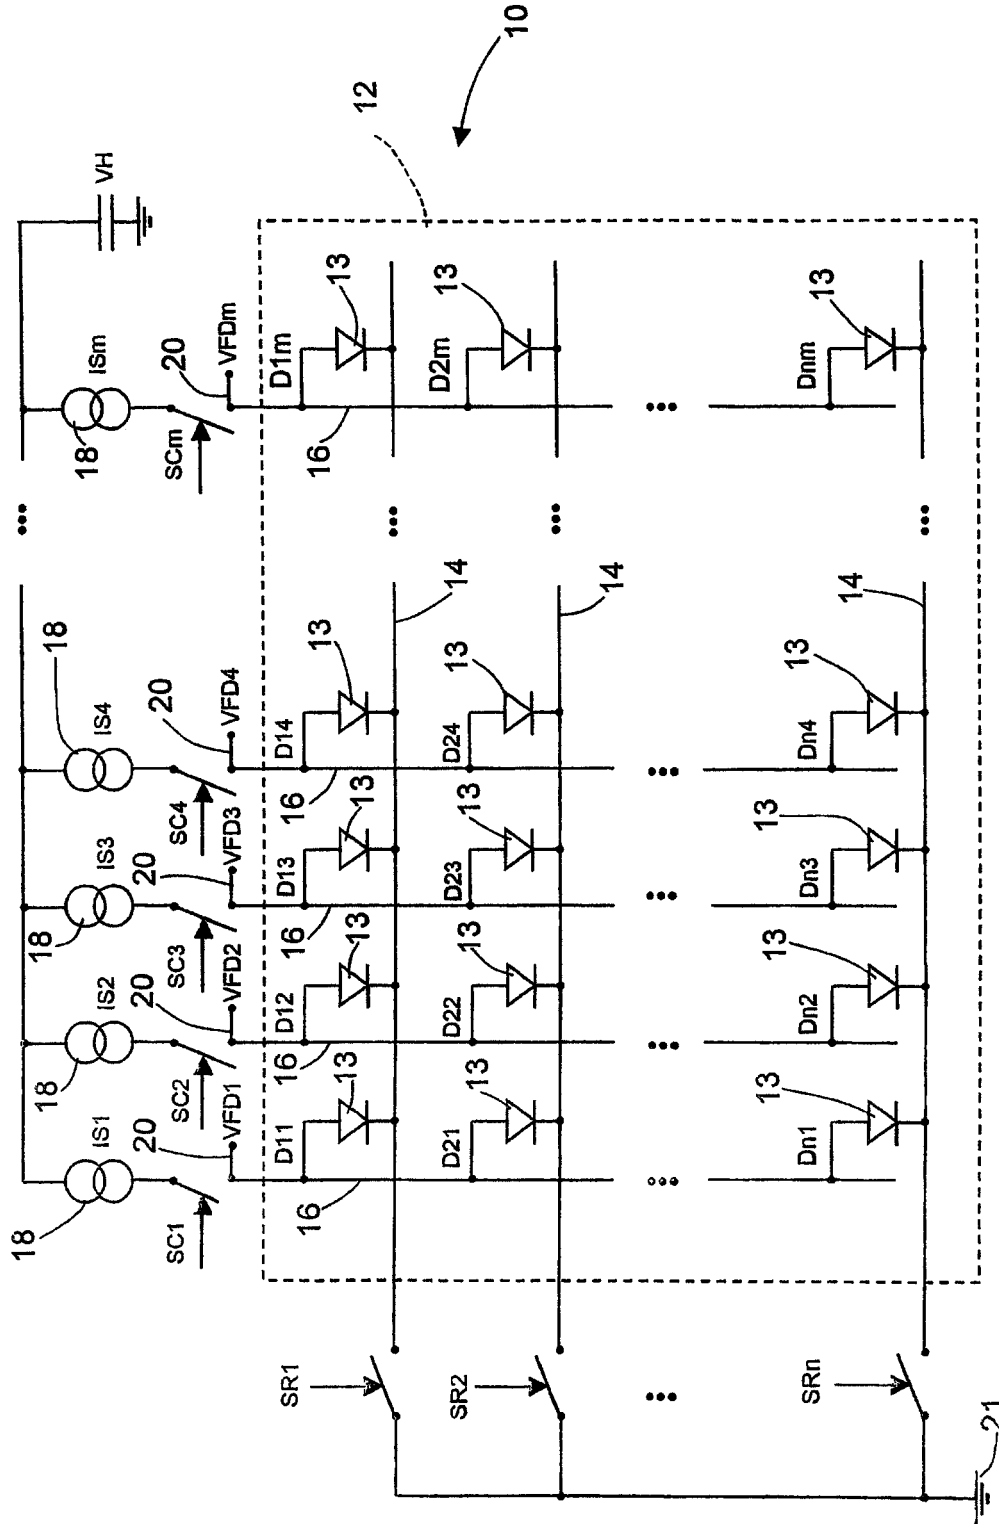 10
12
VH
18 ISm
20 VFDm
SCm
18 IS4
20 VFD4
SC4
18 IS3
20 VFD3
SC3
18 IS2
20 VFD2
SC2
18 IS1
20 VFD1
SC1
D11 13 D12 13 D13 13 D14 13 D1m 13
16 16 16 16 16
14
D21 13 D22 13 D23 13 D24 13 D2m 13
14
Dn1 13 Dn2 13 Dn3 13 Dn4 13 Dnm 13
14
SR1
SR2
SRn
21